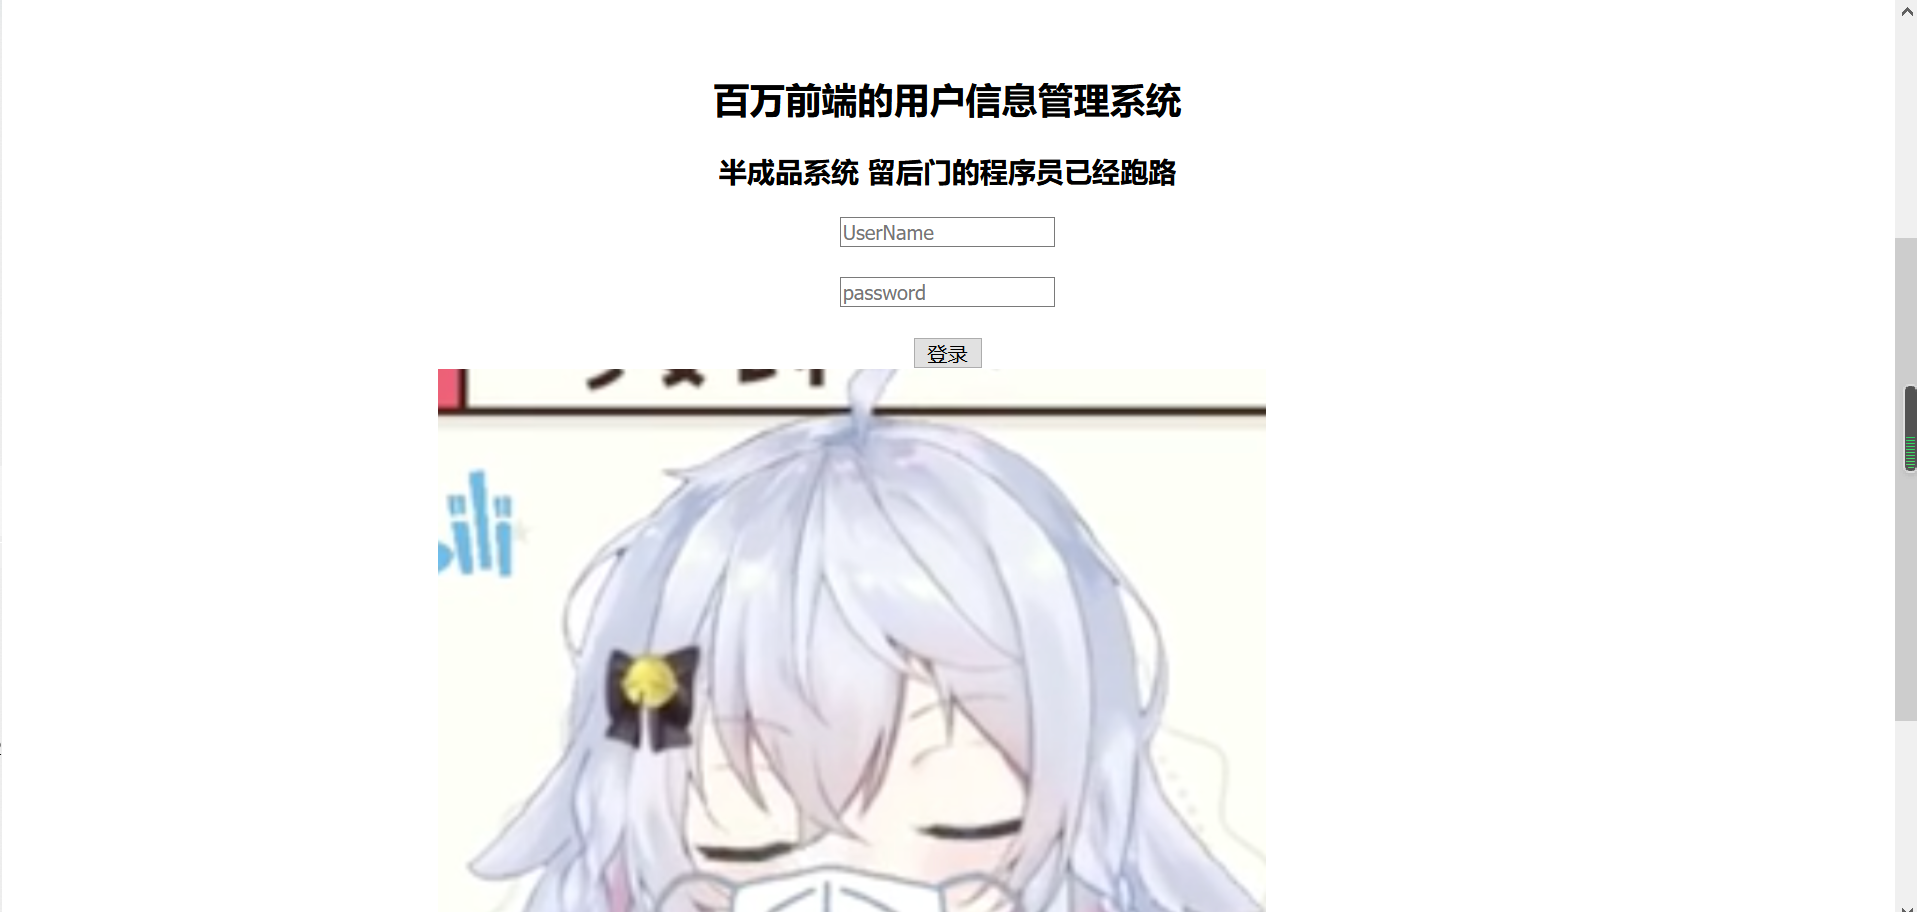 百万前端的用户信息管理系统
半成品系统 留后门的程序员已经跑路
UserName
password
登录
ili